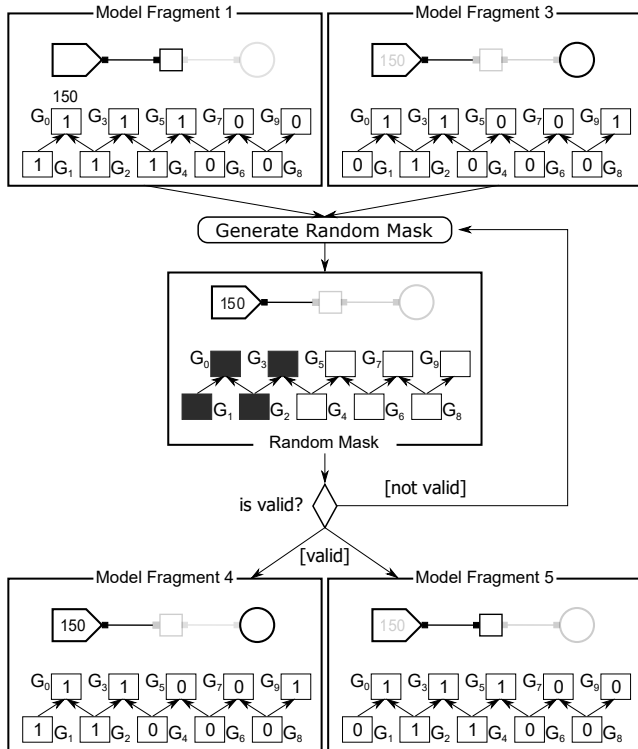 Model Fragment 1
150
G0 1 G3 1 G5 1 G7 0 G9 0
1 G1 1 G2 1 G4 0 G6 0 G8
Model Fragment 3
150
G0 1 G3 1 G5 0 G7 0 G9 1
0 G1 1 G2 0 G4 0 G6 0 G8
Generate Random Mask
150
G0 G3 G5 G7 G9
G1 G2 G4 G6 G8
Random Mask
is valid?
[not valid]
[valid]
Model Fragment 4
150
G0 1 G3 1 G5 0 G7 0 G9 1
1 G1 1 G2 0 G4 0 G6 0 G8
Model Fragment 5
150
G0 1 G3 1 G5 1 G7 0 G9 0
0 G1 1 G2 1 G4 0 G6 0 G8